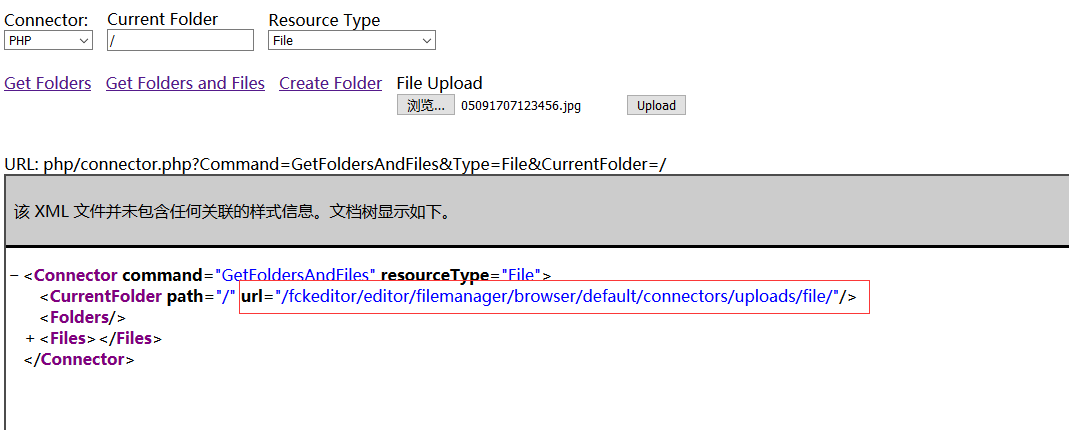 Connector: Current Folder Resource Type
PHP / File
Get Folders Get Folders and Files Create Folder File Upload
浏览... 05091707123456.jpg Upload
URL: php/connector.php?Command=GetFoldersAndFiles&Type=File&CurrentFolder=/
该 XML 文件并未包含任何关联的样式信息。文档树显示如下。
− <Connector command="GetFoldersAndFiles" resourceType="File">
<CurrentFolder path="/" url="/fckeditor/editor/filemanager/browser/default/connectors/uploads/file/"/>
<Folders/>
+ <Files></Files>
</Connector>